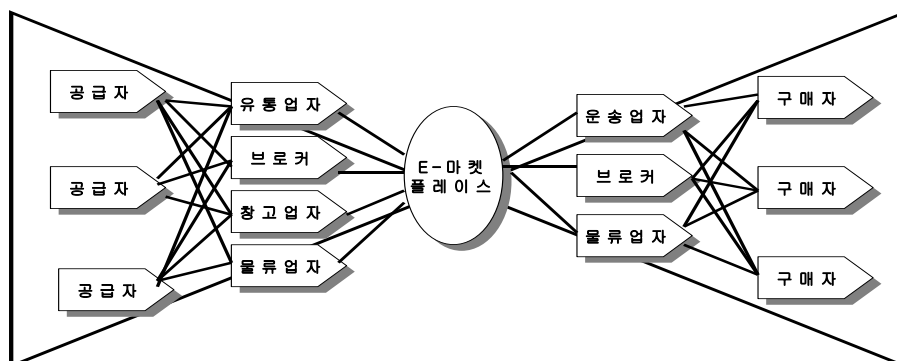 공급자
공급자
공급자
유통업자
브로커
창고업자
물류업자
E-마켓
플레이스
운송업자
브로커
물류업자
구매자
구매자
구매자